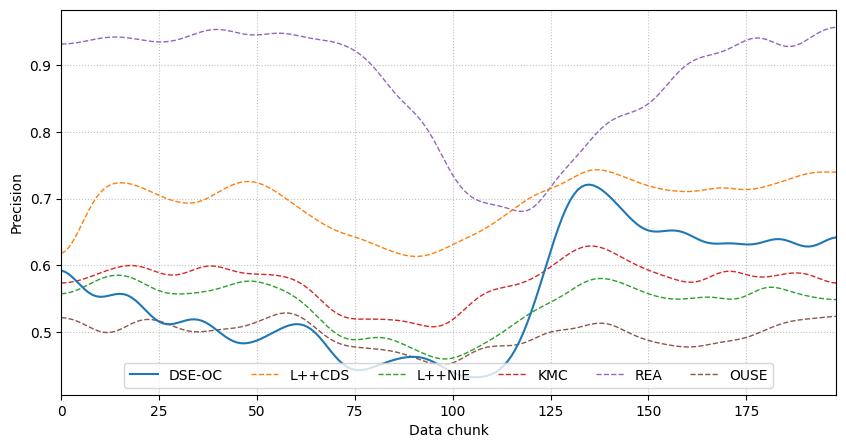 0.9
0.8
0.7
0.6
0.5
Precision
DSE-OC L++CDS L++NIE KMC REA OUSE
0 25 50 75 100 125 150 175
Data chunk